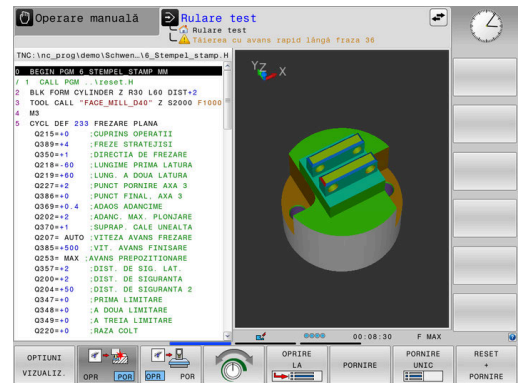 Operare manuală
Rulare test
Rulare test
Tăierea cu avans rapid lângă fraza 36
TNC:\nc_prog\demo\Schwen…\6_Stempel_stamp.H
0 BEGIN PGM 6_STEMPEL_STAMP MM
/ 1 CALL PGM ..\reset.H
2 BLK FORM CYLINDER Z R30 L60 DIST+2
3 TOOL CALL "FACE_MILL_D40" Z S2000 F1000
4 M3
5 CYCL DEF 233 FREZARE PLANA
Q215=+0 ;CUPRINS OPERATII
Q389=+4 ;FREZE STRATEJISI
Q350=+1 ;DIRECTIA DE FREZARE
Q218=-60 ;LUNGIME PRIMA LATURA
Q219=+60 ;LUNG. A DOUA LATURA
Q227=+2 ;PUNCT PORNIRE AXA 3
Q386=+0 ;PUNCT FINAL, AXA 3
Q369=+0.4 ;ADAOS ADANCIME
Q202=+2 ;ADANC. MAX. PLONJARE
Q370=+1 ;SUPRAP. CALE UNEALTA
Q207= AUTO ;VITEZA AVANS FREZARE
Q385=+500 ;VIT. AVANS FINISARE
Q253= MAX ;AVANS PREPOZITIONARE
Q357=+2 ;DIST. DE SIG. LAT.
Q200=+2 ;DIST. DE SIGURANTA
Q204=+50 ;DIST. DE SIGURANTA 2
Q347=+0 ;PRIMA LIMITARE
Q348=+0 ;A DOUA LIMITARE
Q349=+0 ;A TREIA LIMITARE
Q220=+0 ;RAZA COLT
Y Z X
00:08:30 F MAX
OPTIUNI
VIZUALIZ.
OPR POR
OPR POR
OPRIRE
LA
PORNIRE
PORNIRE
UNIC
RESET
+
PORNIRE